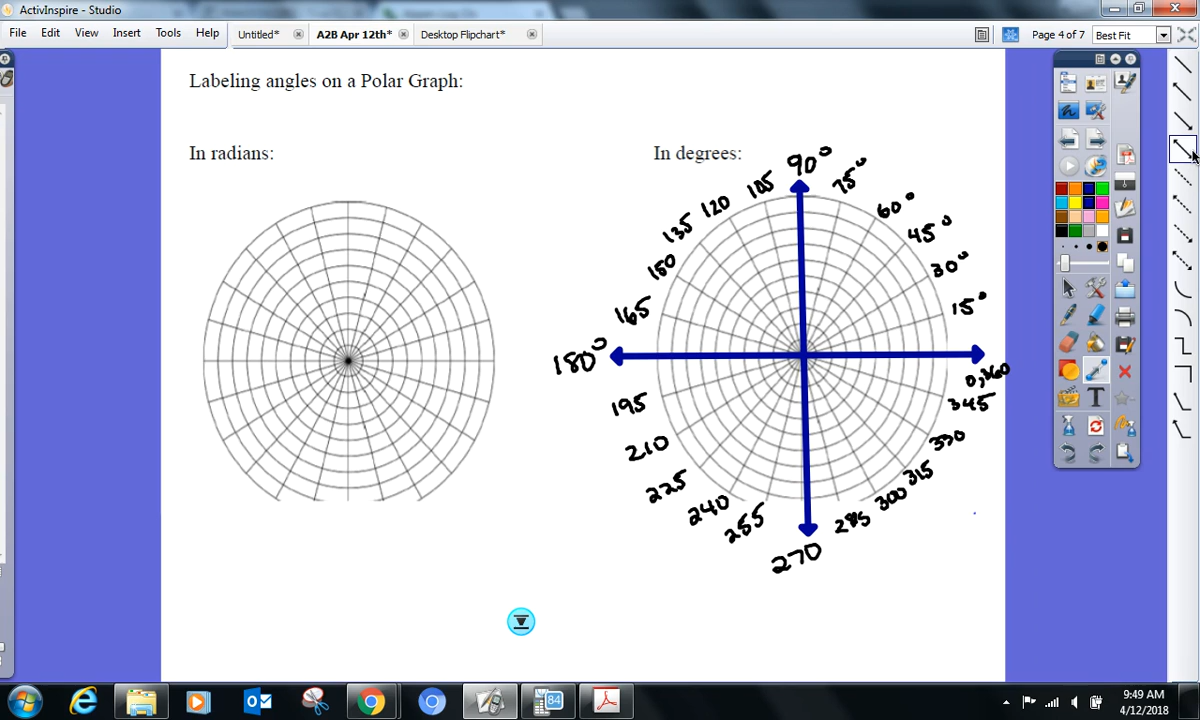 ActivInspire - Studio
File Edit View Insert Tools Help
Untitled*
A2B Apr 12th*
Desktop Flipchart*
Page 4 of 7
Best Fit
Labeling angles on a Polar Graph:
In radians:
In degrees:
90°
105
75°
120
60°
135
45°
150
30°
165
15°
180°
0,360
195
345
210
330
225
315
240
300
255
285
270
84
9:49 AM
4/12/2018